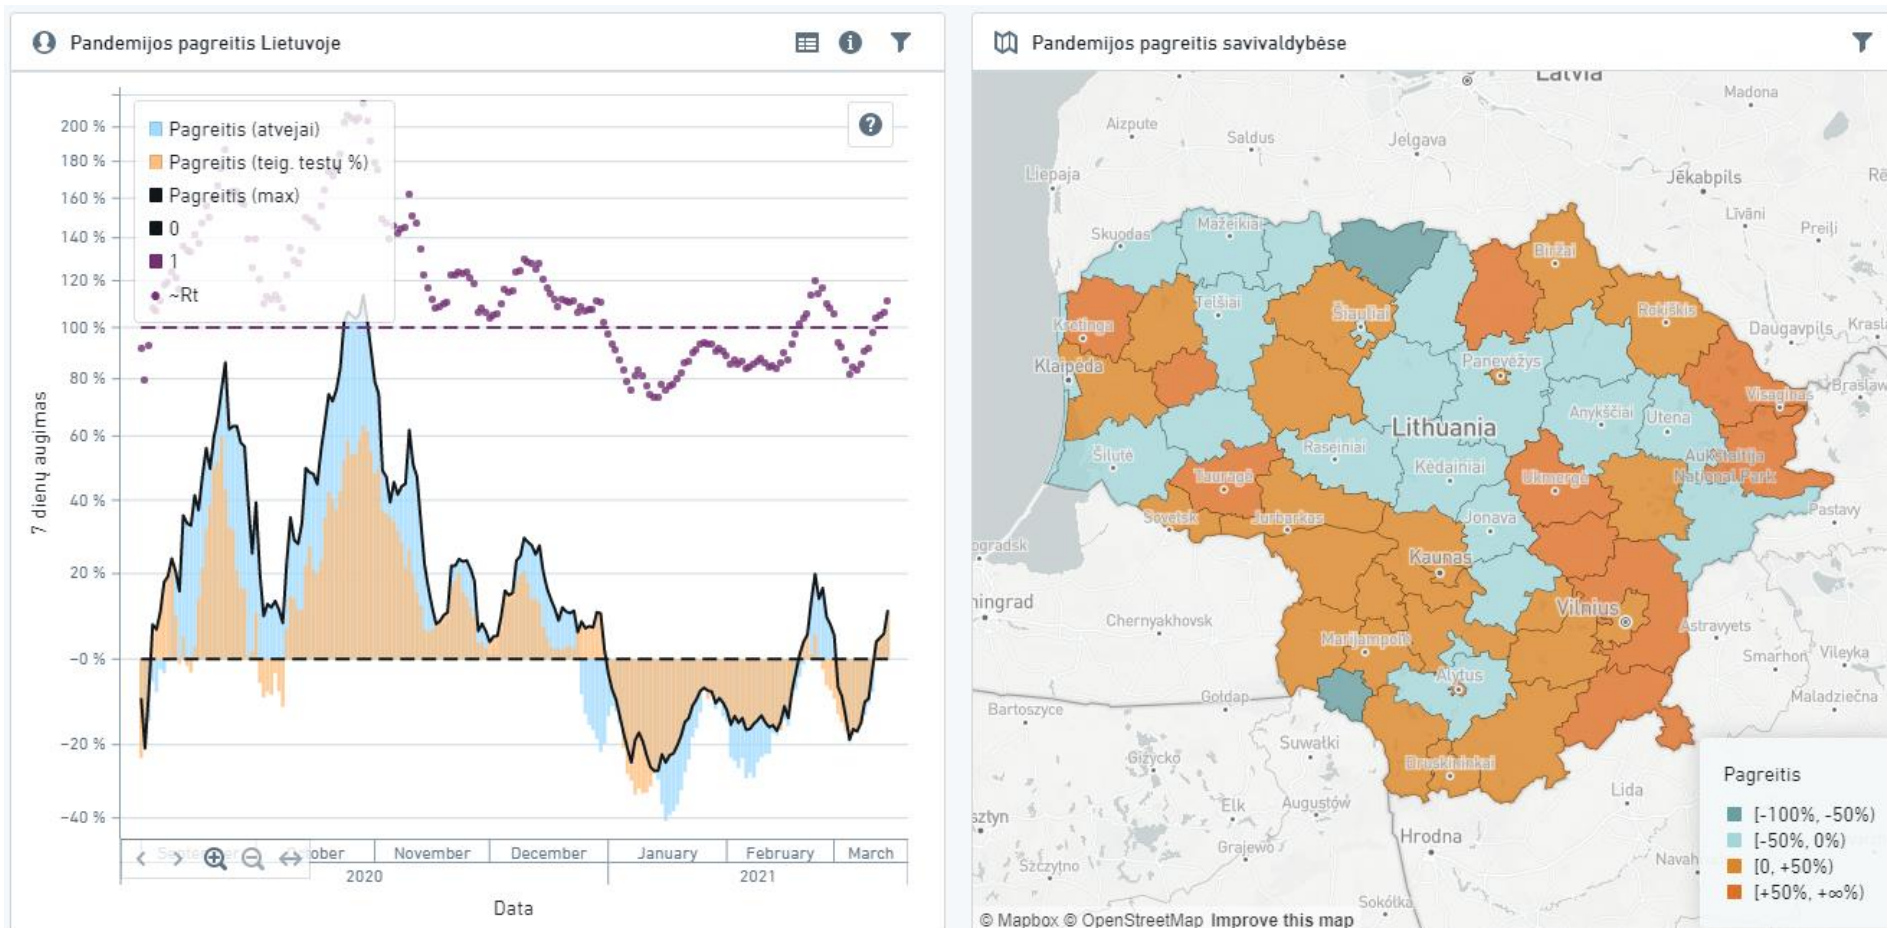 Pandemijos pagreitis Lietuvoje
7 dienų augimas
200 %
180 %
160 %
140 %
120 %
100 %
80 %
60 %
40 %
20 %
−0 %
−20 %
−40 %
Pagreitis (atvejai)
Pagreitis (teig. testų %)
Pagreitis (max)
0
1
~Rt
?
November
December
January
February
March
2020
2021
Data
Pandemijos pagreitis savivaldybėse
Latvia
Madona
Aizpute
Saldus
Jelgava
Liepaja
Jēkabpils
Līvāni
Preiļi
Skuodas
Mažeikiai
Biržai
Telšiai
Šiauliai
Rokiškis
Kretinga
Daugavpils
Klaipėda
Panevėžys
Visaginas
Braslaw
Lithuania
Anykščiai
Utena
Šilutė
Raseiniai
Kėdainiai
Aukštaitija
National Park
Tauragė
Ukmergė
Pastavy
Sovetsk
Jurbarkas
Jonava
Kaunas
Vilnius
Chernyakhovsk
Astravyets
Marijampolė
Smarhon
Vileyka
Alytus
Gołdap
Maladziečna
Bartoszyce
Suwałki
Giżycko
Druskininkai
Lida
Elk
Augustów
Hrodna
Grajewo
Szczytno
Sokółka
Pagreitis
[-100%, -50%)
[-50%, 0%)
[0, +50%)
[+50%, +∞%)
© Mapbox © OpenStreetMap Improve this map